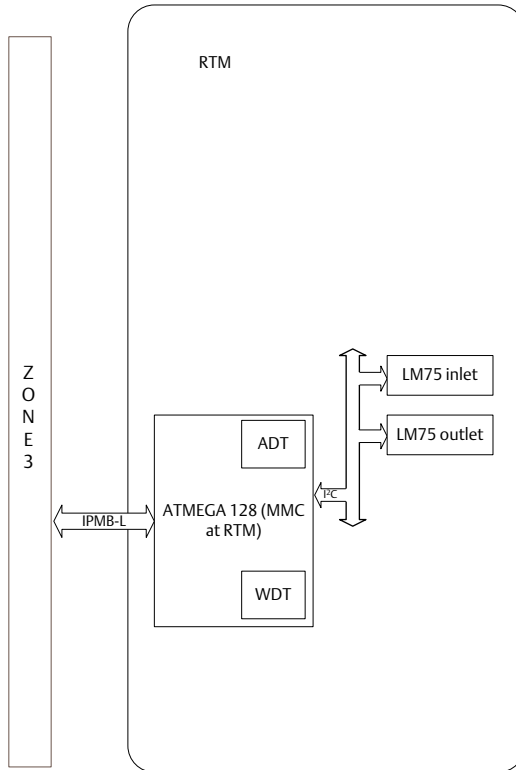 RTM
Z
O
N
E
3
LM75 inlet
LM75 outlet
ADT
I²C
ATMEGA 128 (MMC
at RTM)
IPMB-L
WDT